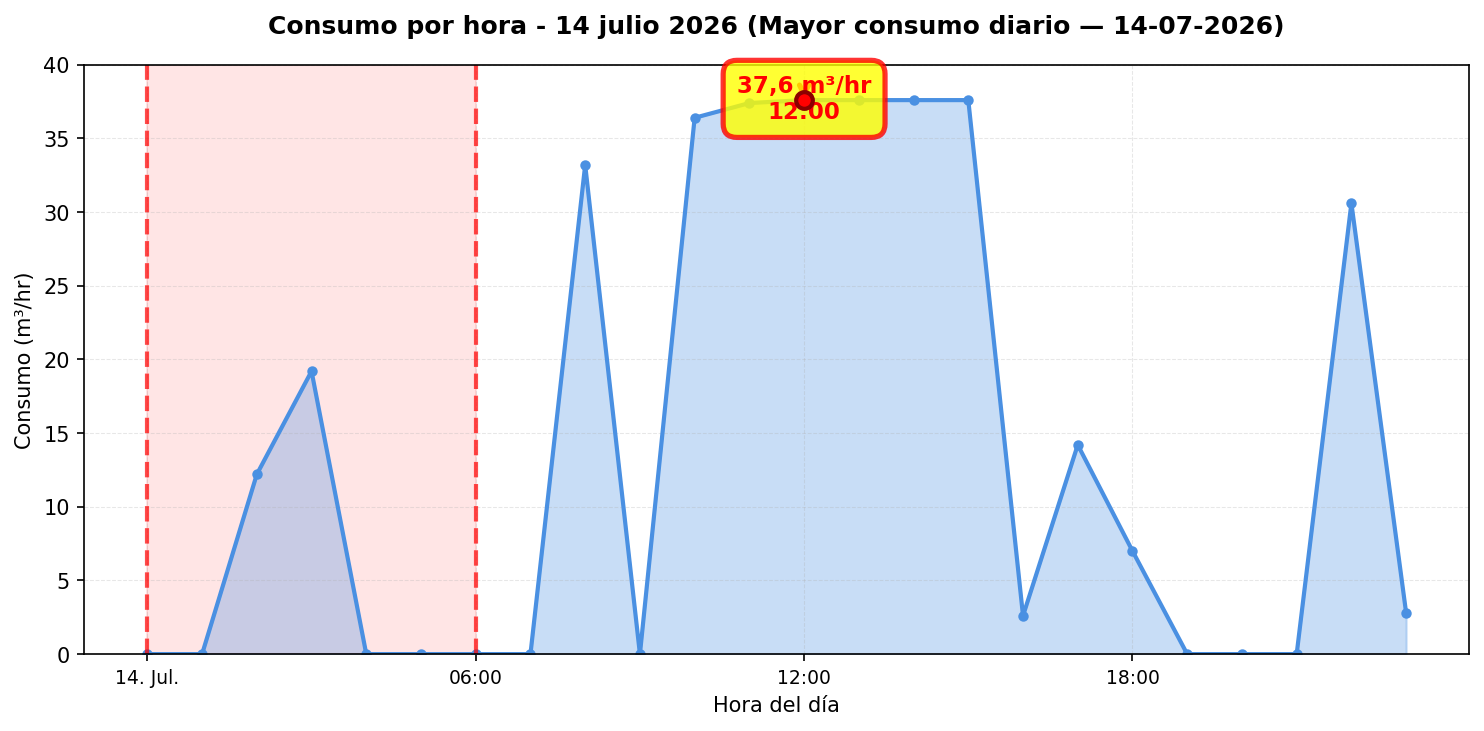 Consumo por hora - 14 julio 2026 (Mayor consumo diario — 14-07-2026)
37,6 m³/hr
12:00
Consumo (m³/hr)
40
35
30
25
20
15
10
5
0
14. Jul.
06:00
12:00
18:00
Hora del día